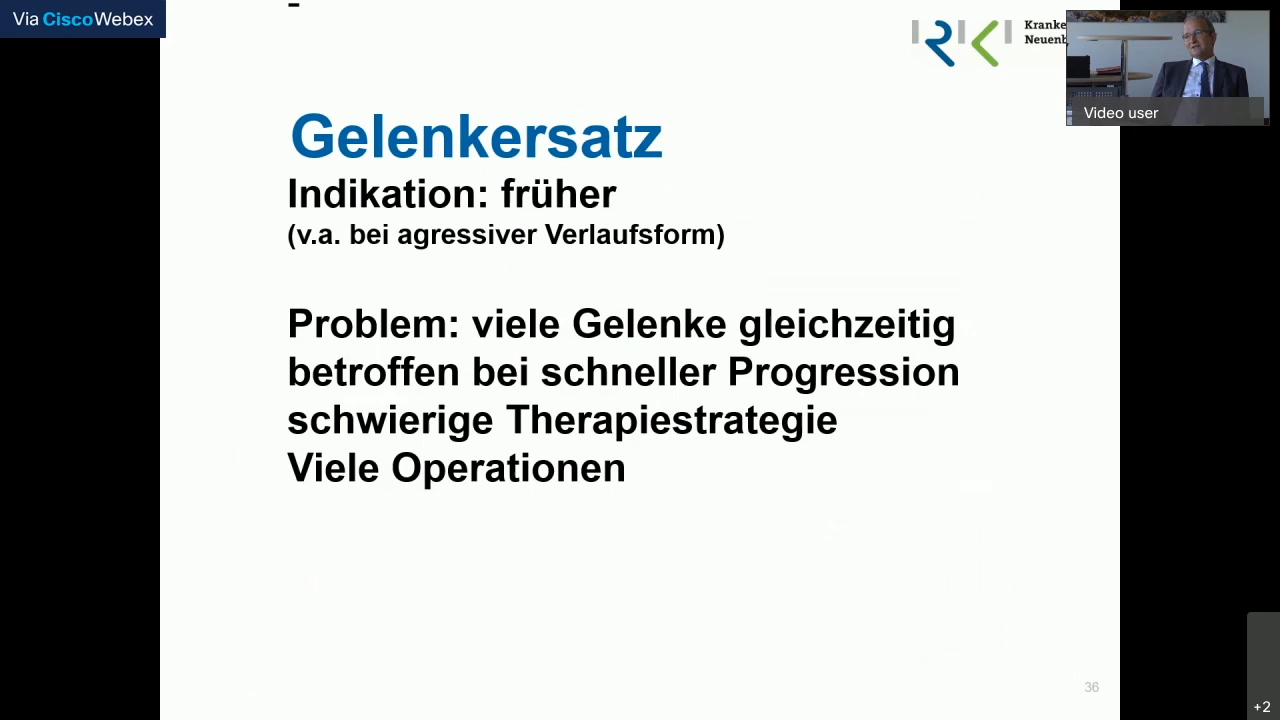 Via Cisco Webex
Video user
Gelenkersatz
Indikation: früher
(v.a. bei agressiver Verlaufsform)
Problem: viele Gelenke gleichzeitig
betroffen bei schneller Progression
schwierige Therapiestrategie
Viele Operationen
36
+2